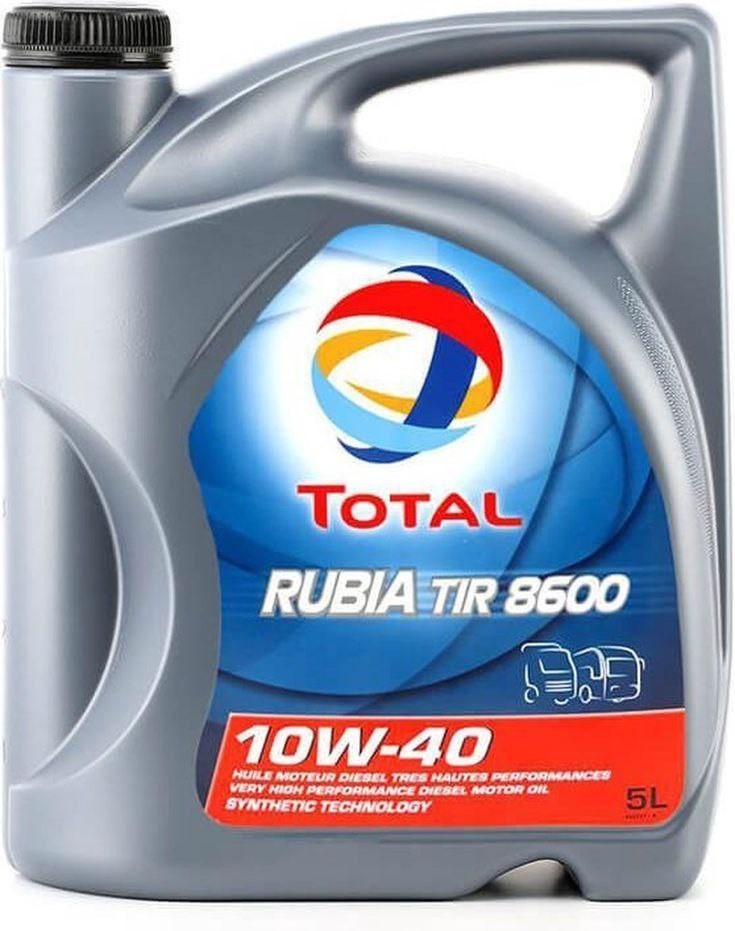 TOTAL
RUBIA TIR 8600
10W-40
HUILE MOTEUR DIESEL TRES HAUTES PERFORMANCES
VERY HIGH PERFORMANCE DIESEL MOTOR OIL
SYNTHETIC TECHNOLOGY
5L